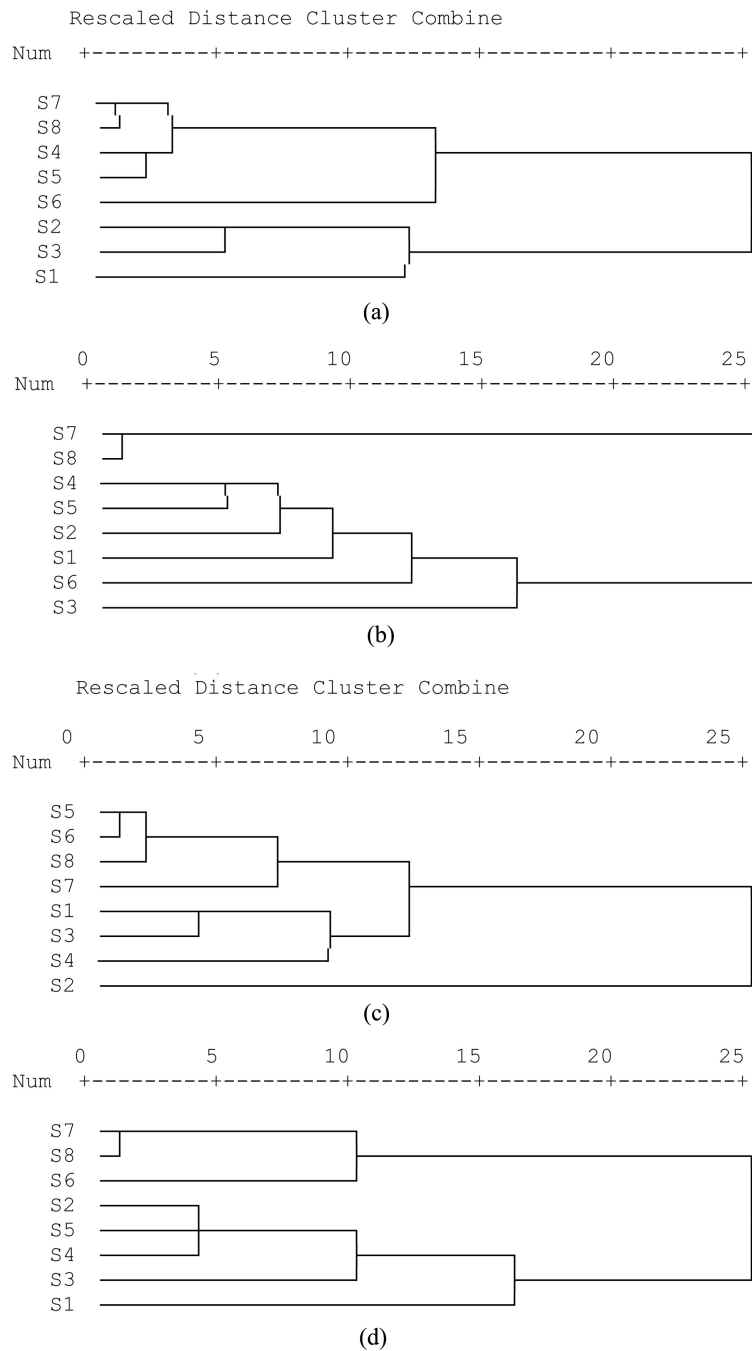 Rescaled Distance Cluster Combine
Num +---------+---------+---------+---------+---------+
S7
S8
S4
S5
S6
S2
S3
S1
(a)
0 5 10 15 20 25
Num +---------+---------+---------+---------+---------+
S7
S8
S4
S5
S2
S1
S6
S3
(b)
Rescaled Distance Cluster Combine
0 5 10 15 20 25
Num +---------+---------+---------+---------+---------+
S5
S6
S8
S7
S1
S3
S4
S2
(c)
0 5 10 15 20 25
Num +---------+---------+---------+---------+---------+
S7
S8
S6
S2
S5
S4
S3
S1
(d)